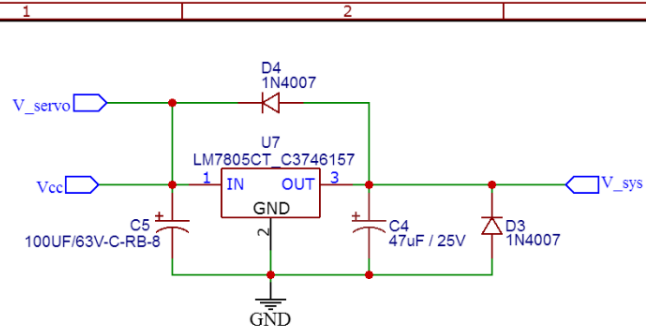 1
2
D4
1N4007
V_servo
U7
LM7805CT_C3746157
Vcc
1
IN
OUT
3
V_sys
GND
2
C5
100UF/63V-C-RB-8
C4
47uF / 25V
D3
1N4007
GND